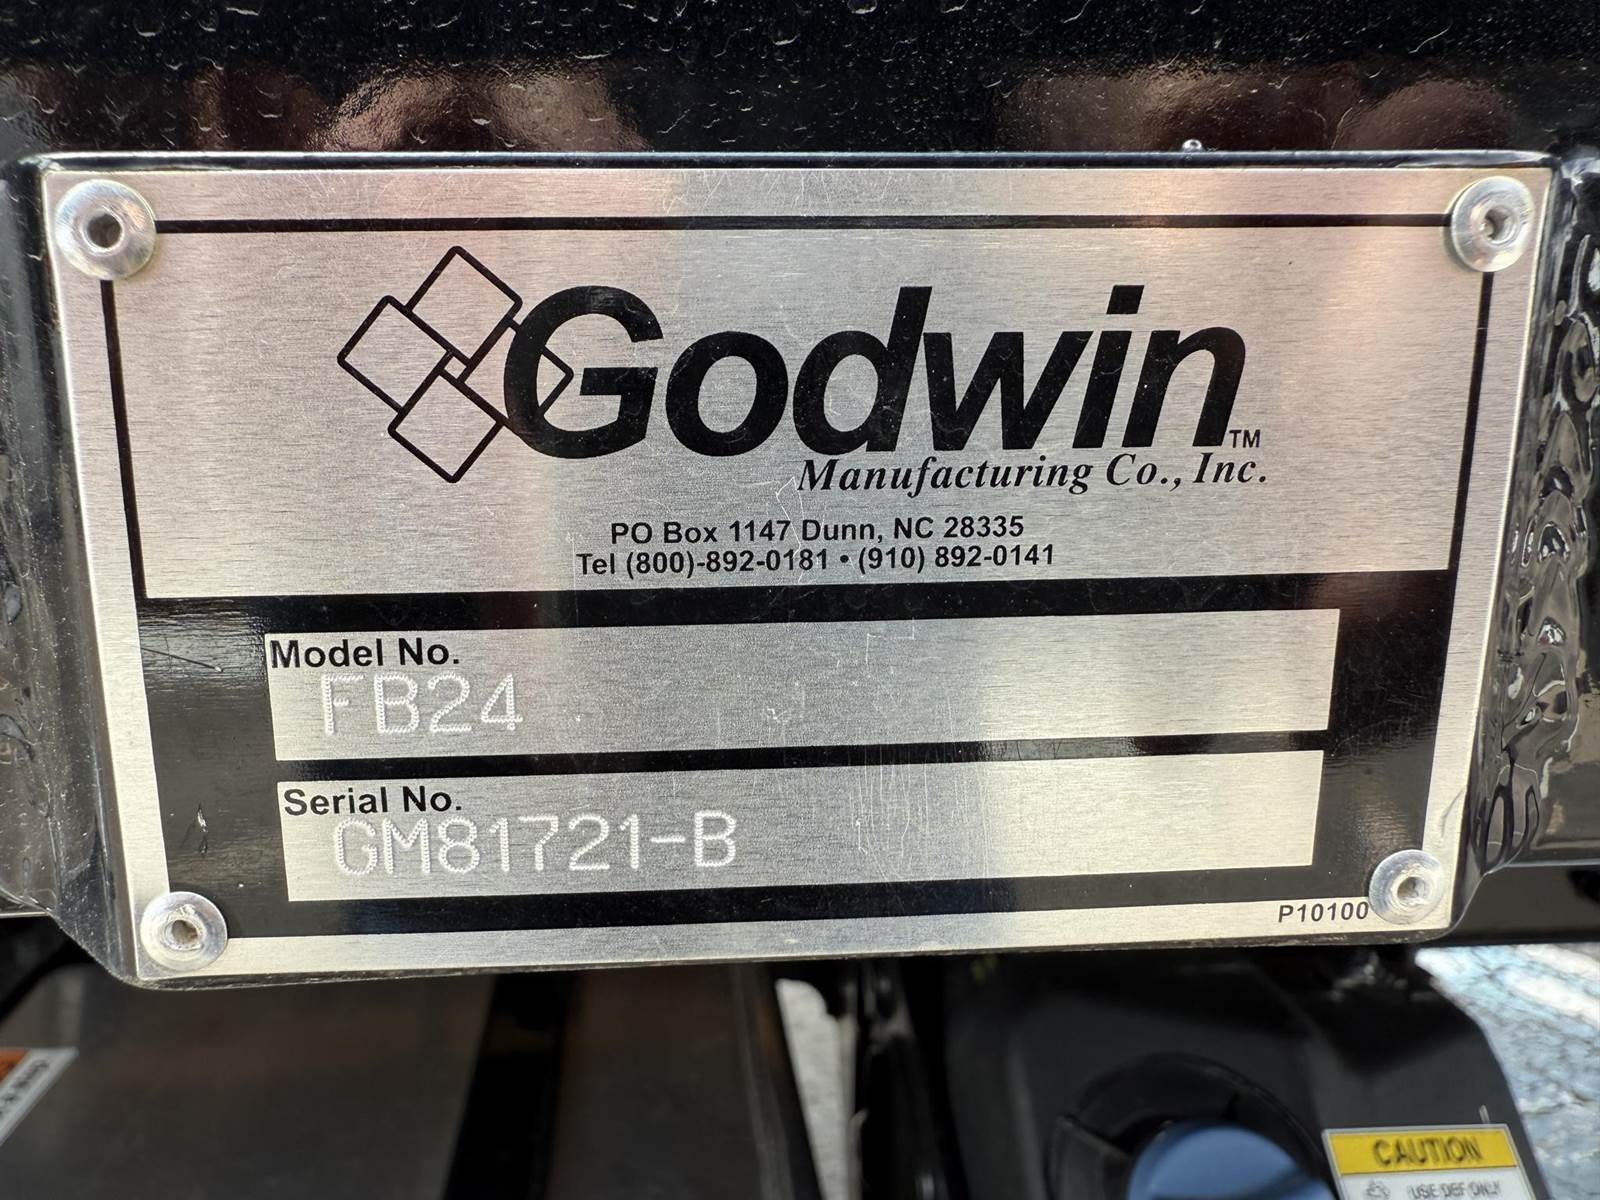 Godwin™
Manufacturing Co., Inc.
PO Box 1147 Dunn, NC 28335
Tel (800)-892-0181 • (910) 892-0141
Model No.
FB24
Serial No.
GM81721-B
P10100
CAUTION
USE DEF ONLY